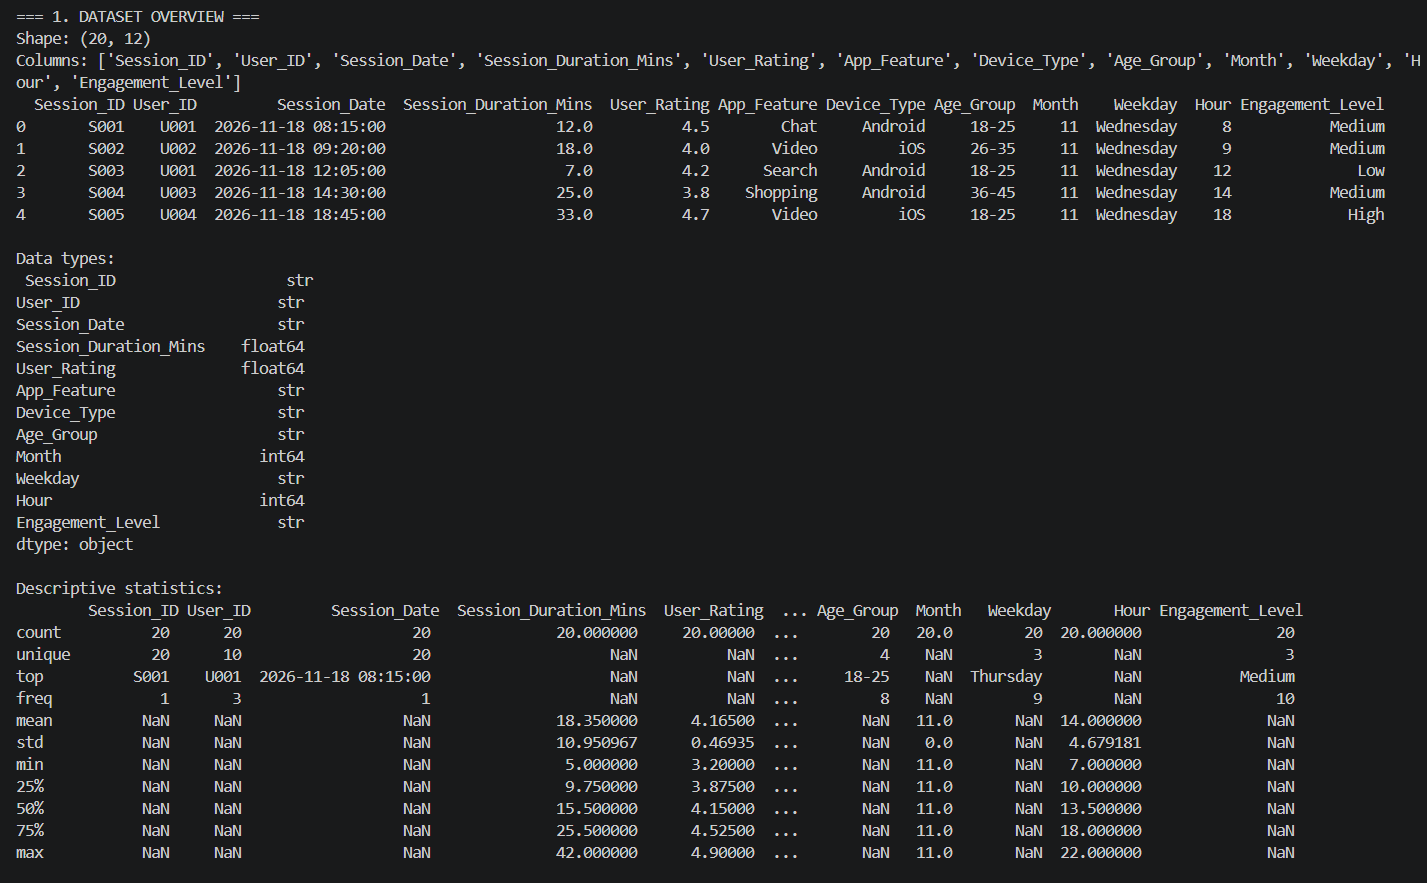 === 1. DATASET OVERVIEW ===
Shape: (20, 12)
Columns: ['Session_ID', 'User_ID', 'Session_Date', 'Session_Duration_Mins', 'User_Rating', 'App_Feature', 'Device_Type', 'Age_Group', 'Month', 'Weekday', 'H
our', 'Engagement_Level']
  Session_ID User_ID         Session_Date  Session_Duration_Mins  User_Rating App_Feature Device_Type Age_Group  Month    Weekday  Hour Engagement_Level
0       S001    U001  2026-11-18 08:15:00                   12.0          4.5        Chat     Android     18-25     11  Wednesday     8           Medium
1       S002    U002  2026-11-18 09:20:00                   18.0          4.0       Video         iOS     26-35     11  Wednesday     9           Medium
2       S003    U001  2026-11-18 12:05:00                    7.0          4.2      Search     Android     18-25     11  Wednesday    12              Low
3       S004    U003  2026-11-18 14:30:00                   25.0          3.8    Shopping     Android     36-45     11  Wednesday    14           Medium
4       S005    U004  2026-11-18 18:45:00                   33.0          4.7       Video         iOS     18-25     11  Wednesday    18             High
Data types:
 Session_ID                   str
User_ID                      str
Session_Date                 str
Session_Duration_Mins    float64
User_Rating              float64
App_Feature                  str
Device_Type                  str
Age_Group                    str
Month                      int64
Weekday                      str
Hour                       int64
Engagement_Level             str
dtype: object
Descriptive statistics:
        Session_ID User_ID         Session_Date  Session_Duration_Mins  User_Rating  ... Age_Group  Month   Weekday       Hour Engagement_Level
count           20      20                   20              20.000000     20.00000  ...        20   20.0        20  20.000000               20
unique          20      10                   20                    NaN          NaN  ...         4    NaN         3        NaN                3
top           S001    U001  2026-11-18 08:15:00                    NaN          NaN  ...     18-25    NaN  Thursday        NaN           Medium
freq             1       3                    1                    NaN          NaN  ...         8    NaN         9        NaN               10
mean           NaN     NaN                  NaN              18.350000      4.16500  ...       NaN   11.0       NaN  14.000000              NaN
std            NaN     NaN                  NaN              10.950967      0.46935  ...       NaN    0.0       NaN   4.679181              NaN
min            NaN     NaN                  NaN               5.000000      3.20000  ...       NaN   11.0       NaN   7.000000              NaN
25%            NaN     NaN                  NaN               9.750000      3.87500  ...       NaN   11.0       NaN  10.000000              NaN
50%            NaN     NaN                  NaN              15.500000      4.15000  ...       NaN   11.0       NaN  13.500000              NaN
75%            NaN     NaN                  NaN              25.500000      4.52500  ...       NaN   11.0       NaN  18.000000              NaN
max            NaN     NaN                  NaN              42.000000      4.90000  ...       NaN   11.0       NaN  22.000000              NaN